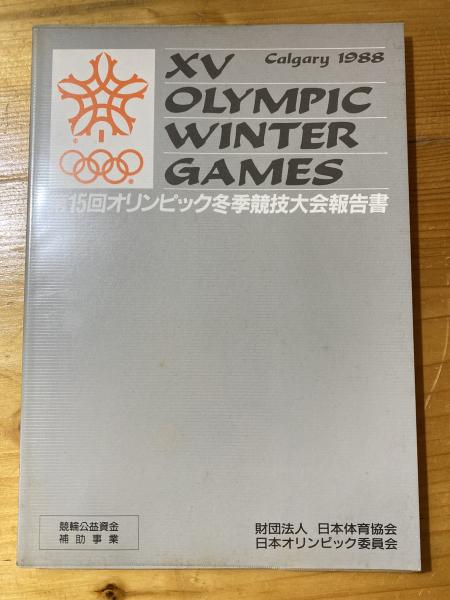 XV Calgary 1988
OLYMPIC
WINTER
GAMES
第15回オリンピック冬季競技大会報告書
競輪公益資金
補助事業
財団法人 日本体育協会
日本オリンピック委員会